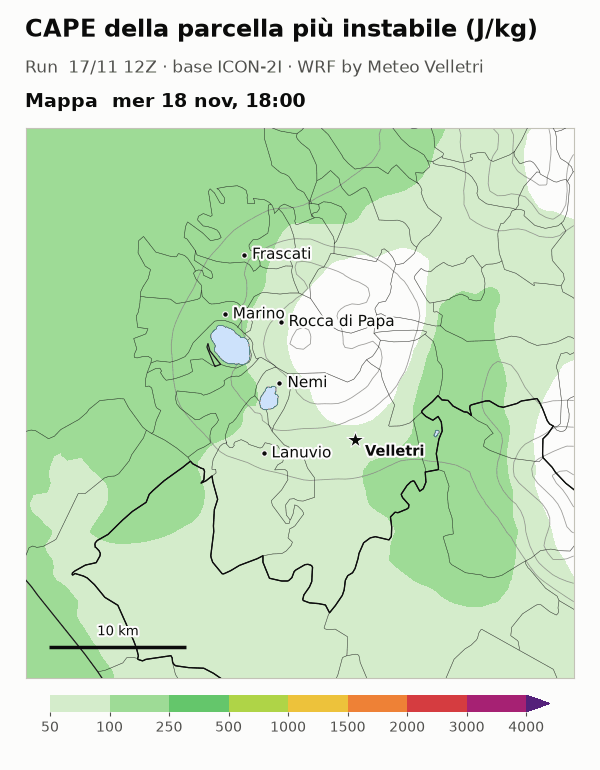 CAPE della parcella più instabile (J/kg)
Run  17/11 12Z · base ICON-2I · WRF by Meteo Velletri
Mappa  mer 18 nov, 18:00
Frascati
Marino
Rocca di Papa
Nemi
Velletri
Lanuvio
10 km
50 100 250 500 1000 1500 2000 3000 4000